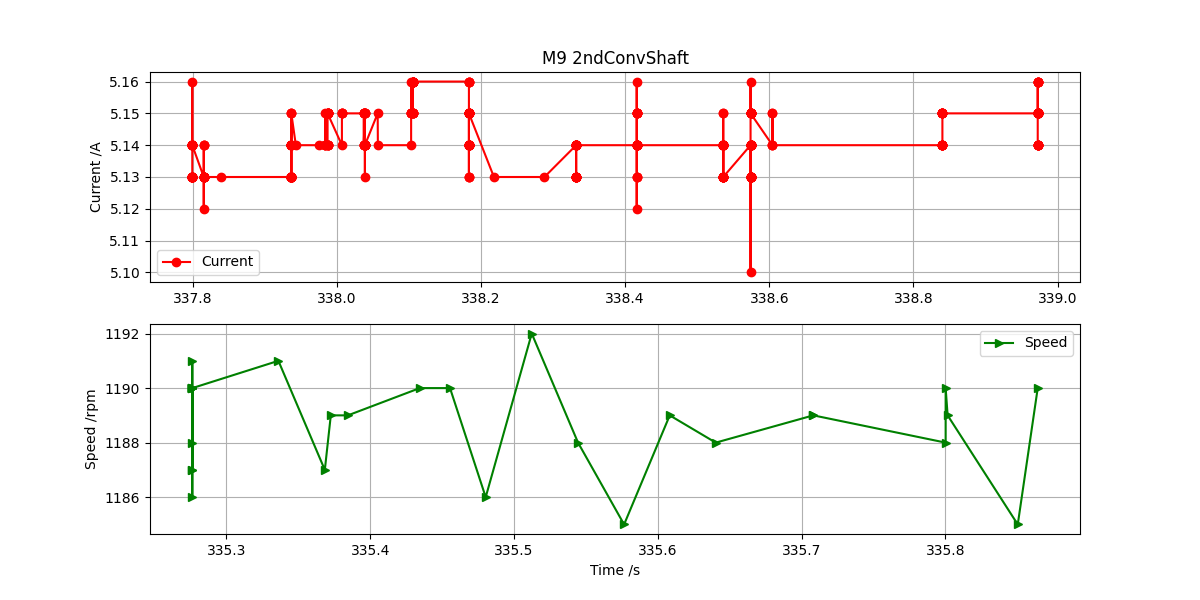 M9 2ndConvShaft
5.16
5.15
5.14
5.13
5.12
5.11
5.10
Current /A
Current
337.8 338.0 338.2 338.4 338.6 338.8 339.0
1192
1190
1188
1186
Speed /rpm
Speed
335.3 335.4 335.5 335.6 335.7 335.8
Time /s